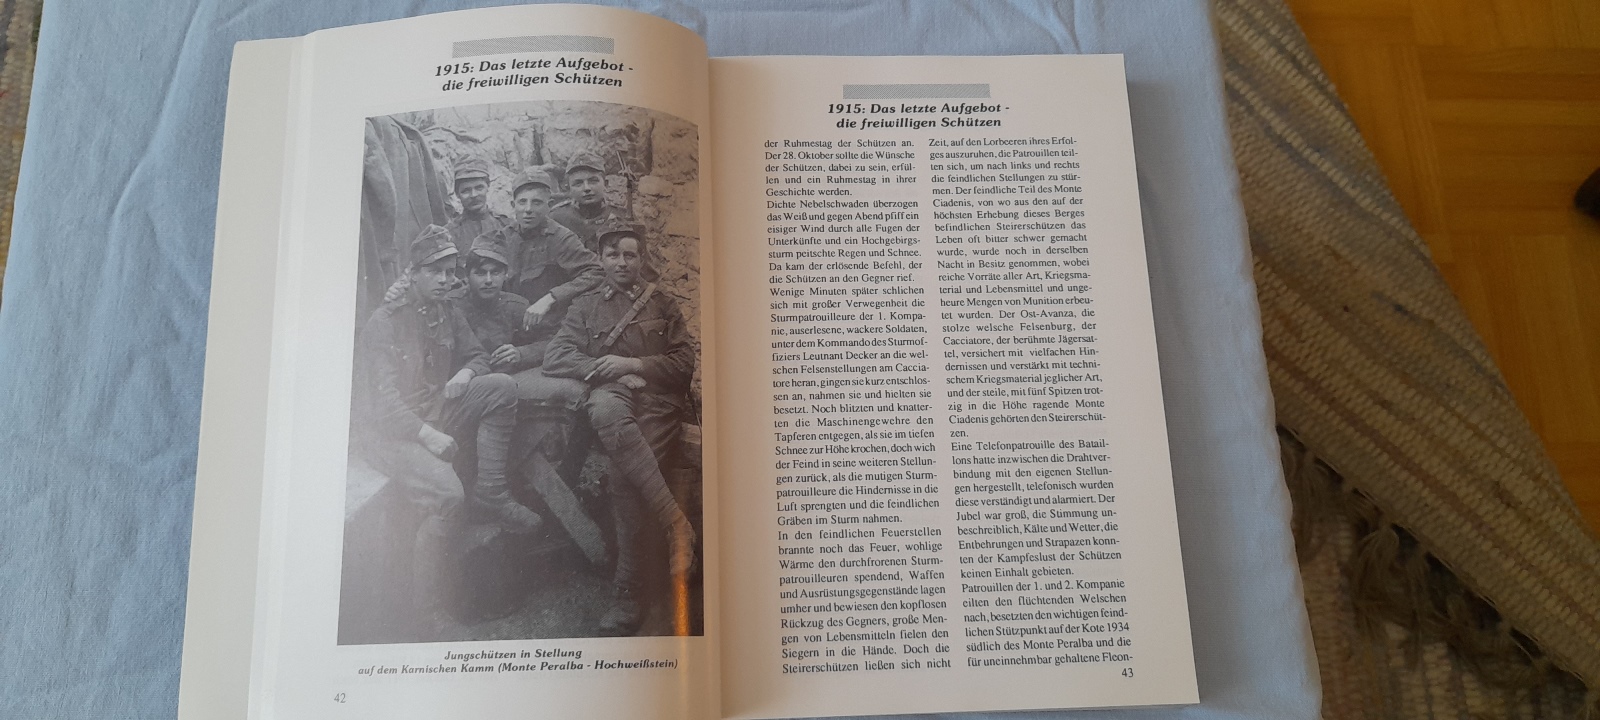 1915: Das letzte Aufgebot -
die freiwilligen Schützen
Jungschützen in Stellung
auf dem Karnischen Kamm (Monte Peralba - Hochweißstein)
42
1915: Das letzte Aufgebot -
die freiwilligen Schützen
der Ruhmestag der Schützen an.
Der 28. Oktober sollte die Wünsche
der Schützen, dabei zu sein, erfül-
len und ein Ruhmestag in ihrer
Geschichte werden.
Dichte Nebelschwaden überzogen
das Weiß und gegen Abend pfiff ein
eisiger Wind durch alle Fugen der
Unterkünfte und ein Hochgebirgs-
sturm peitschte Regen und Schnee.
Da kam der erlösende Befehl, der
die Schützen an den Gegner rief.
Wenige Minuten später schlichen
sich mit großer Verwegenheit die
Sturmpatrouilleure der 1. Kompa-
nie, auserlesene, wackere Soldaten,
unter dem Kommando des Sturmof-
fiziers Leutnant Decker an die wel-
schen Felsenstellungen am Caccia-
tore heran, gingen sie kurz entschlos-
sen an, nahmen sie und hielten sie
besetzt. Noch blitzten und knatter-
ten die Maschinengewehre den
Tapferen entgegen, als sie im tiefen
Schnee zur Höhe krochen, doch wich
der Feind in seine weiteren Stellun-
gen zurück, als die mutigen Sturm-
patrouilleure die Hindernisse in die
Luft sprengten und die feindlichen
Gräben im Sturm nahmen.
In den feindlichen Feuerstellen
brannte noch das Feuer, wohlige
Wärme den durchfrorenen Sturm-
patrouilleuren spendend, Waffen
und Ausrüstungsgegenstände lagen
umher und bewiesen den kopflosen
Rückzug des Gegners, große Men-
gen von Lebensmitteln fielen den
Siegern in die Hände. Doch die
Steirerschützen ließen sich nicht
Zeit, auf den Lorbeeren ihres Erfol-
ges auszuruhen, die Patrouillen teil-
ten sich, um nach links und rechts
die feindlichen Stellungen zu stür-
men. Der feindliche Teil des Monte
Ciadenis, von wo aus den auf der
höchsten Erhebung dieses Berges
befindlichen Steirerschützen das
Leben oft bitter schwer gemacht
wurde, wurde noch in derselben
Nacht in Besitz genommen, wobei
reiche Vorräte aller Art, Kriegsma-
terial und Lebensmittel und unge-
heure Mengen von Munition erbeu-
tet wurden. Der Ost-Avanza, die
stolze welsche Felsenburg, der
Cacciatore, der berühmte Jägersat-
tel, versichert mit vielfachen Hin-
dernissen und verstärkt mit techni-
schem Kriegsmaterial jeglicher Art,
und der steile, mit fünf Spitzen trot-
zig in die Höhe ragende Monte
Ciadenis gehörten den Steirerschüt-
zen.
Eine Telefonpatrouille des Batail-
lons hatte inzwischen die Drahtver-
bindung mit den eigenen Stellun-
gen hergestellt, telefonisch wurden
diese verständigt und alarmiert. Der
Jubel war groß, die Stimmung un-
beschreiblich, Kälte und Wetter, die
Entbehrungen und Strapazen konn-
ten der Kampfeslust der Schützen
keinen Einhalt gebieten.
Patrouillen der 1. und 2. Kompanie
eilten den flüchtenden Welschen
nach, besetzten den wichtigen feind-
lichen Stützpunkt auf der Kote 1934
südlich des Monte Peralba und die
für uneinnehmbar gehaltene Fleon-
43